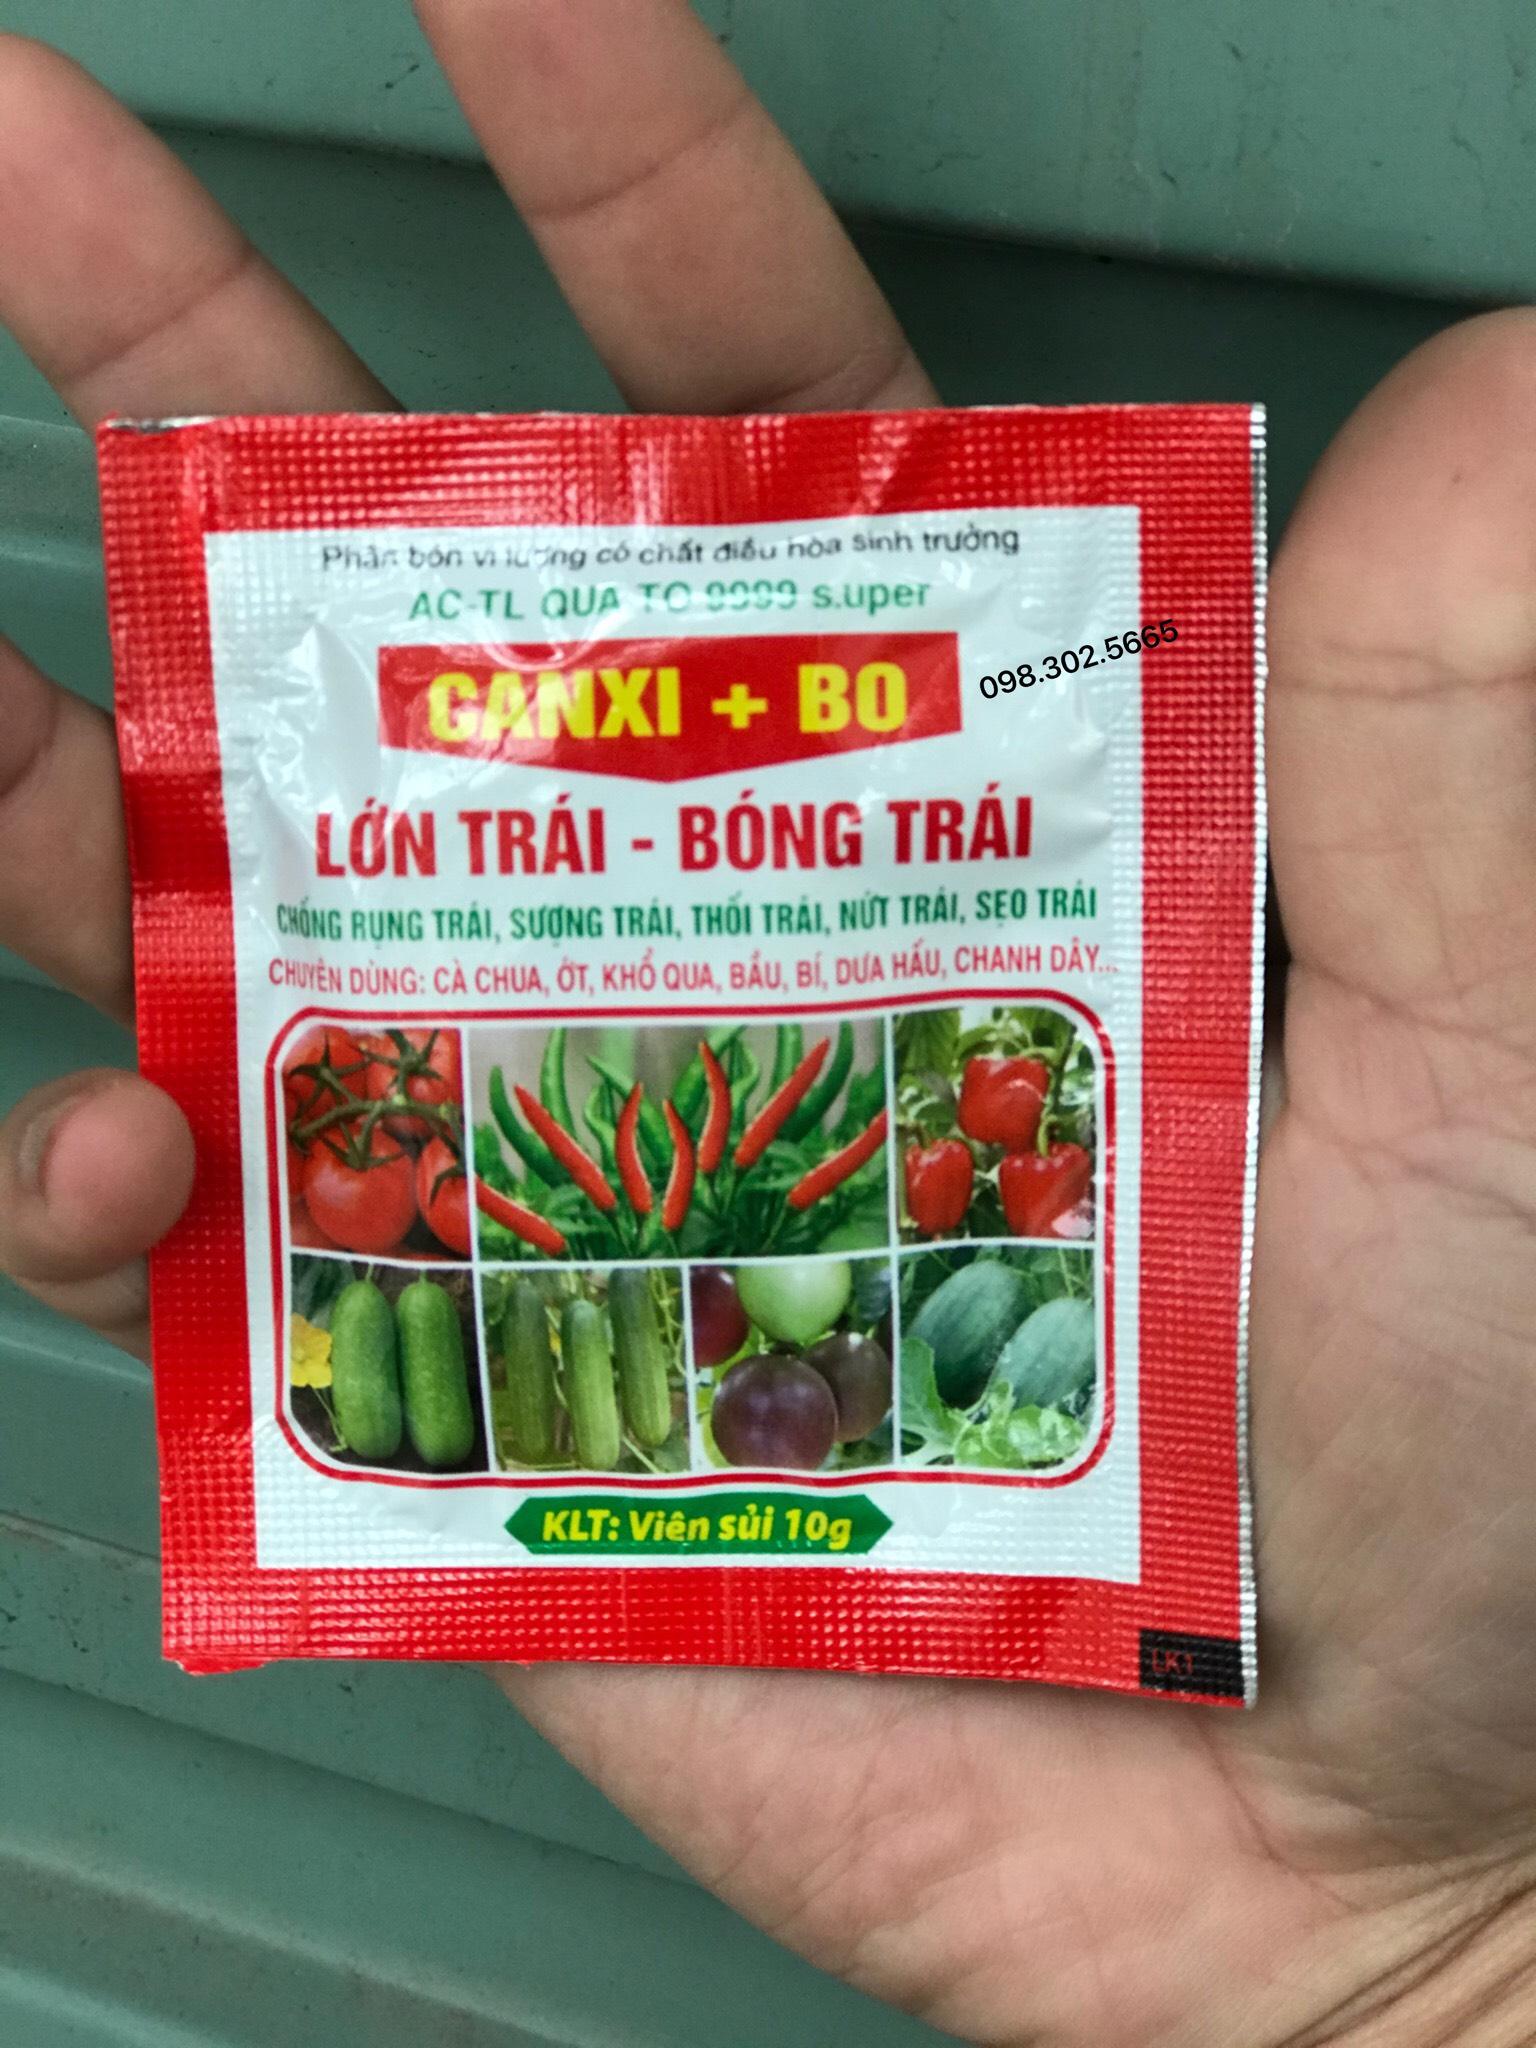 Phân bón vi lượng có chất điều hòa sinh trưởng
AC-TL QUA TO 9999 s.uper
CANXI + BO
098.302.5665
LỚN TRÁI - BÓNG TRÁI
CHỐNG RỤNG TRÁI, SƯỢNG TRÁI, THỐI TRÁI, NỨT TRÁI, SẸO TRÁI
CHUYÊN DÙNG: CÀ CHUA, ỚT, KHỔ QUA, BẦU, BÍ, DƯA HẤU, CHANH DÂY...
KLT: Viên sủi 10g
LK1